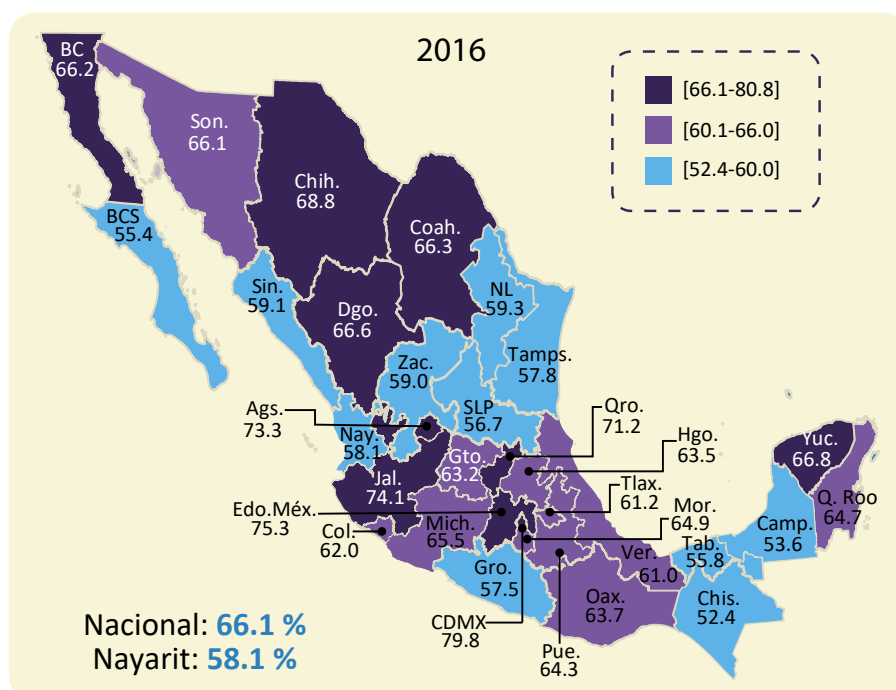 2016
[66.1-80.8]
[60.1-66.0]
[52.4-60.0]
BC
66.2
Son.
66.1
Chih.
68.8
BCS
55.4
Coah.
66.3
Sin.
59.1
Dgo.
66.6
NL
59.3
Zac.
59.0
Tamps.
57.8
Ags.
73.3
SLP
56.7
Qro.
71.2
Nay.
58.1
Hgo.
63.5
Yuc.
66.8
Gto.
63.2
Jal.
74.1
Tlax.
61.2
Q. Roo
64.7
Edo.Méx.
75.3
Mor.
64.9
Camp.
53.6
Col.
62.0
Mich.
65.5
Ver.
61.0
Tab.
55.8
Gro.
57.5
Oax.
63.7
Chis.
52.4
CDMX
79.8
Pue.
64.3
Nacional: 66.1 %
Nayarit: 58.1 %